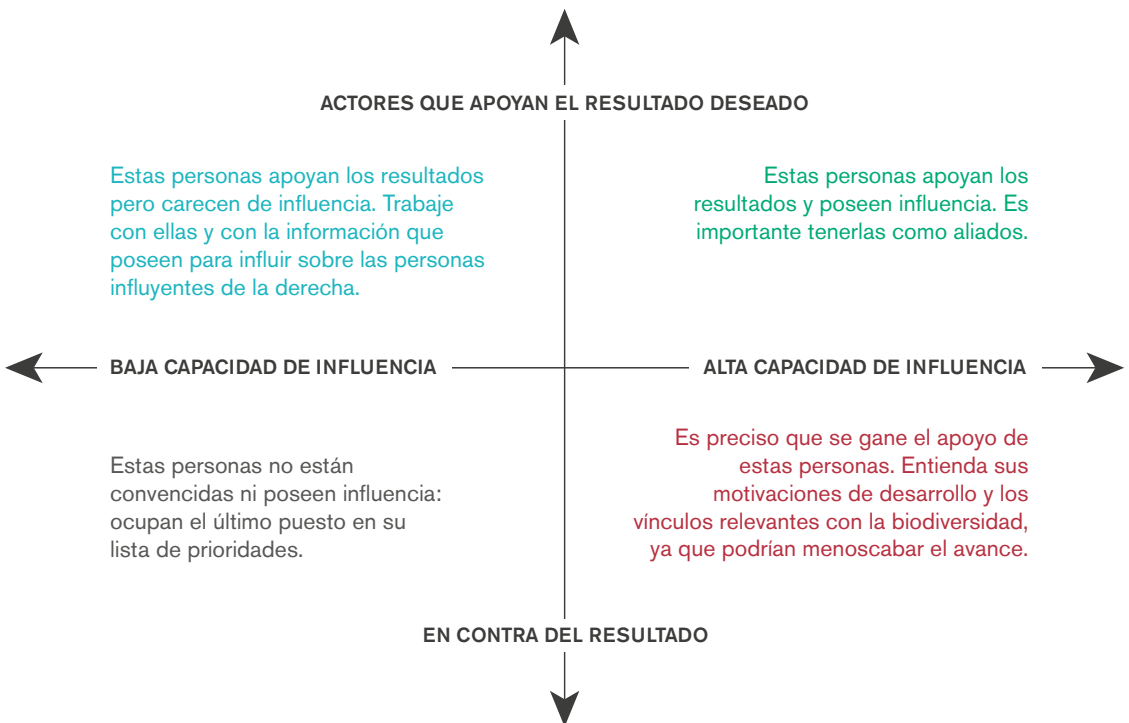 ACTORES QUE APOYAN EL RESULTADO DESEADO
Estas personas apoyan los resultados
pero carecen de influencia. Trabaje
con ellas y con la información que
poseen para influir sobre las personas
influyentes de la derecha.
Estas personas apoyan los
resultados y poseen influencia. Es
importante tenerlas como aliados.
BAJA CAPACIDAD DE INFLUENCIA
ALTA CAPACIDAD DE INFLUENCIA
Estas personas no están
convencidas ni poseen influencia:
ocupan el último puesto en su
lista de prioridades.
Es preciso que se gane el apoyo de
estas personas. Entienda sus
motivaciones de desarrollo y los
vínculos relevantes con la biodiversidad,
ya que podrían menoscabar el avance.
EN CONTRA DEL RESULTADO